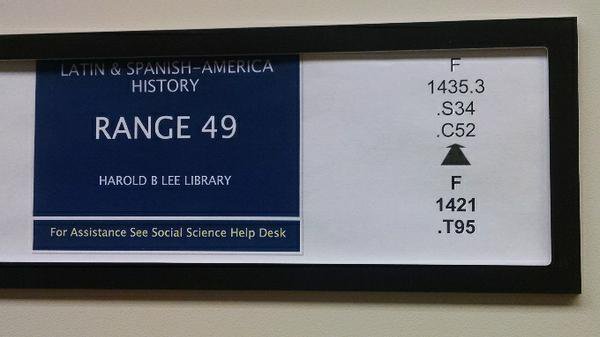 LATIN & SPANISH-AMERICA
HISTORY
RANGE 49
HAROLD B LEE LIBRARY
For Assistance See Social Science Help Desk
F
1435.3
.S34
.C52
F
1421
.T95